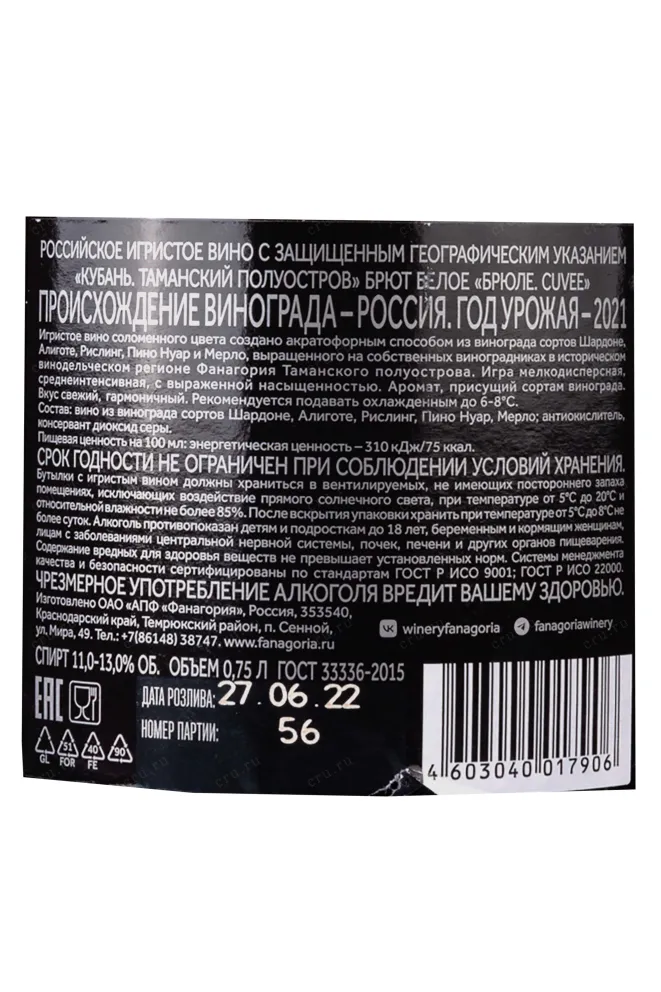 РОССИЙСКОЕ ИГРИСТОЕ ВИНО С ЗАЩИЩЕННЫМ ГЕОГРАФИЧЕСКИМ УКАЗАНИЕМ
«КУБАНЬ. ТАМАНСКИЙ ПОЛУОСТРОВ» БРЮТ БЕЛОЕ «БРЮЛЕ. CUVEE»
ПРОИСХОЖДЕНИЕ ВИНОГРАДА – РОССИЯ. ГОД УРОЖАЯ – 2021
Игристое вино соломенного цвета создано акратофорным способом из винограда сортов Шардоне,
Алиготе, Рислинг, Пино Нуар и Мерло, выращенного на собственных виноградниках в историческом
винодельческом регионе Фанагория Таманского полуострова. Игра мелкодисперсная,
среднеинтенсивная, с выраженной насыщенностью. Аромат, присущий сортам винограда.
Вкус свежий, гармоничный. Рекомендуется подавать охлажденным до 6-8°С.
Состав: вино из винограда сортов Шардоне, Алиготе, Рислинг, Пино Нуар, Мерло; антиокислитель,
консервант диоксид серы.
Пищевая ценность на 100 мл: энергетическая ценность – 310 кДж/75 ккал.
СРОК ГОДНОСТИ НЕ ОГРАНИЧЕН ПРИ СОБЛЮДЕНИИ УСЛОВИЙ ХРАНЕНИЯ.
Бутылки с игристым вином должны храниться в вентилируемых, не имеющих постороннего запаха
помещениях, исключающих воздействие прямого солнечного света, при температуре от 5°С до 20°С и
относительной влажности не более 85%. После вскрытия упаковки хранить при температуре от 5°С до 8°С не
более суток. Алкоголь противопоказан детям и подросткам до 18 лет, беременным и кормящим женщинам,
лицам с заболеваниями центральной нервной системы, почек, печени и других органов пищеварения.
Содержание вредных для здоровья веществ не превышает установленных норм. Системы менеджмента
качества и безопасности сертифицированы по стандартам ГОСТ Р ИСО 9001; ГОСТ Р ИСО 22000.
ЧРЕЗМЕРНОЕ УПОТРЕБЛЕНИЕ АЛКОГОЛЯ ВРЕДИТ ВАШЕМУ ЗДОРОВЬЮ.
Изготовлено ОАО «АПФ «Фанагория», Россия, 353540,
Краснодарский край, Темрюкский район, п. Сенной,
ул. Мира, 49. Тел.: +7(86148) 38747. www.fanagoria.ru
wineryfanagoria fanagoriawinery
СПИРТ 11,0-13,0% ОБ. ОБЪЕМ 0,75 Л ГОСТ 33336-2015
EAC
ДАТА РОЗЛИВА: 27.06.22
НОМЕР ПАРТИИ: 56
GL 51 FOR 40 FE 90
4 603040 017906
cru.ru